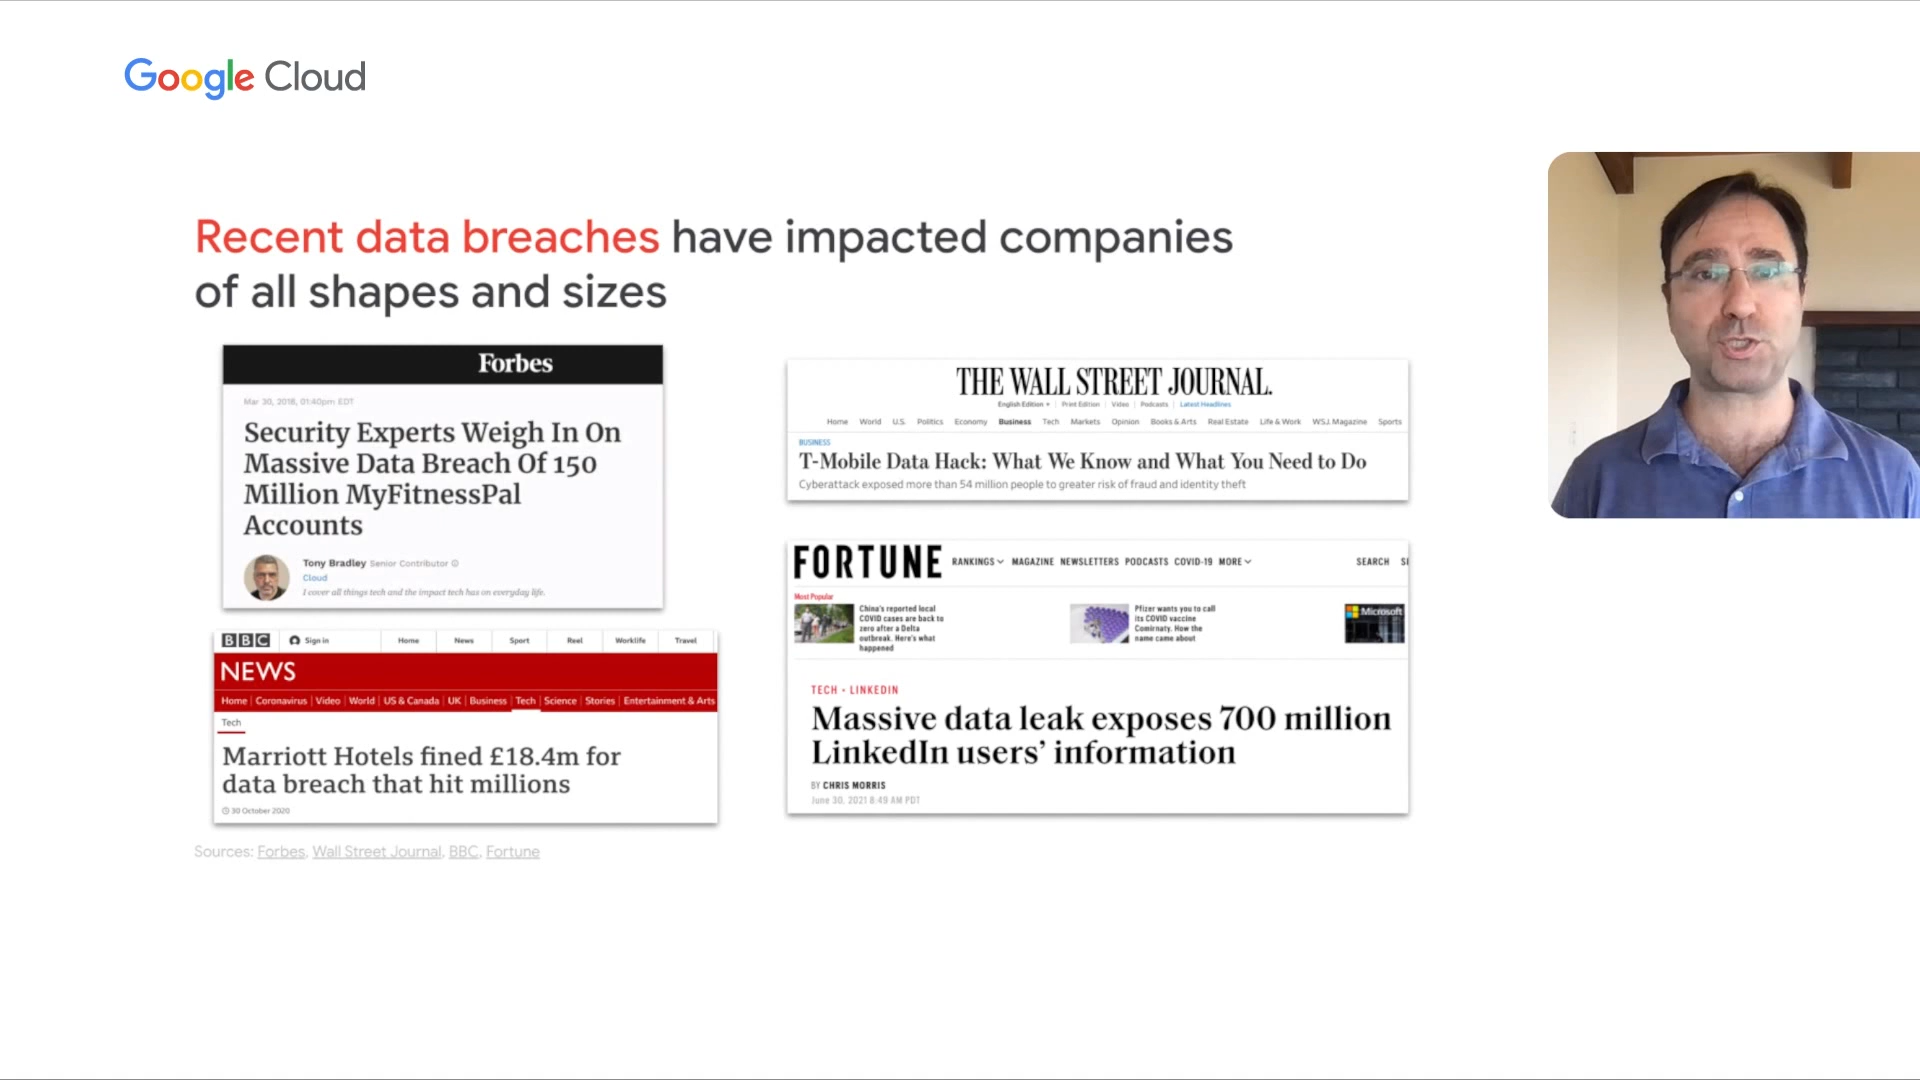 Google Cloud
Recent data breaches have impacted companies
of all shapes and sizes
Forbes
Mar 30, 2018, 01:40pm EDT
Security Experts Weigh In On
Massive Data Breach Of 150
Million MyFitnessPal
Accounts
Tony Bradley Senior Contributor
Cloud
I cover all things tech and the impact tech has on everyday life.
THE WALL STREET JOURNAL.
English Edition Print Edition Video Podcasts Latest Headlines
Home World U.S. Politics Economy Business Tech Markets Opinion Books & Arts Real Estate Life & Work WSJ. Magazine Sports
BUSINESS
T-Mobile Data Hack: What We Know and What You Need to Do
Cyberattack exposed more than 54 million people to greater risk of fraud and identity theft
BBC Sign in Home News Sport Reel Worklife Travel
NEWS
Home Coronavirus Video World US & Canada UK Business Tech Science Stories Entertainment & Arts
Tech
Marriott Hotels fined £18.4m for
data breach that hit millions
30 October 2020
FORTUNE RANKINGS MAGAZINE NEWSLETTERS PODCASTS COVID-19 MORE SEARCH
Most Popular
China's reported local
COVID cases are back to
zero after a Delta
outbreak. Here's what
happened
Pfizer wants you to call
its COVID vaccine
Comirnaty. How the
name came about
Microsoft
TECH • LINKEDIN
Massive data leak exposes 700 million
LinkedIn users' information
BY CHRIS MORRIS
June 30, 2021 8:49 AM PDT
Sources: Forbes, Wall Street Journal, BBC, Fortune